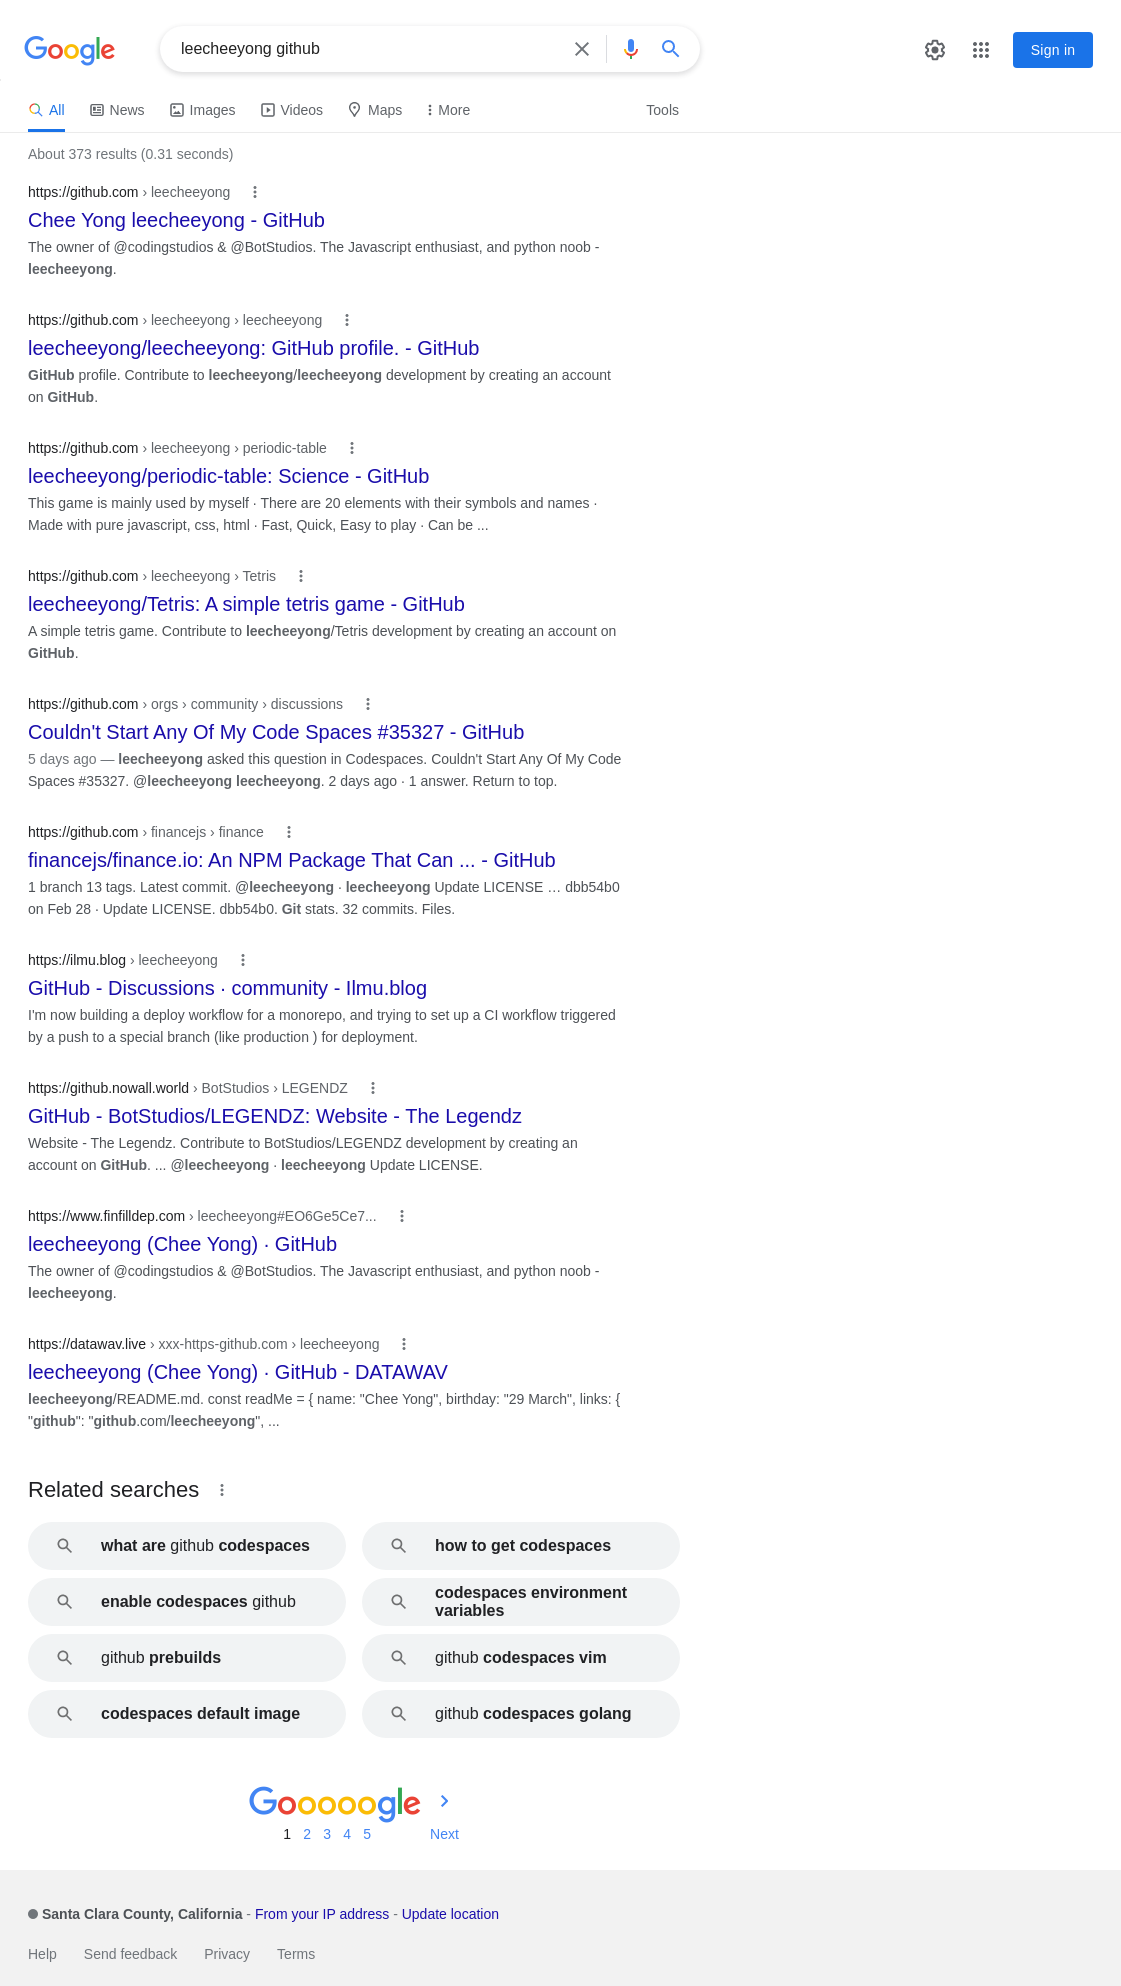 Google
leecheeyong github
Sign in
All
News
Images
Videos
Maps
More
Tools
About 373 results (0.31 seconds)
https://github.com › leecheeyong
Chee Yong leecheeyong - GitHub
The owner of @codingstudios & @BotStudios. The Javascript enthusiast, and python noob -
leecheeyong.
https://github.com › leecheeyong › leecheeyong
leecheeyong/leecheeyong: GitHub profile. - GitHub
GitHub profile. Contribute to leecheeyong/leecheeyong development by creating an account
on GitHub.
https://github.com › leecheeyong › periodic-table
leecheeyong/periodic-table: Science - GitHub
This game is mainly used by myself · There are 20 elements with their symbols and names ·
Made with pure javascript, css, html · Fast, Quick, Easy to play · Can be ...
https://github.com › leecheeyong › Tetris
leecheeyong/Tetris: A simple tetris game - GitHub
A simple tetris game. Contribute to leecheeyong/Tetris development by creating an account on
GitHub.
https://github.com › orgs › community › discussions
Couldn't Start Any Of My Code Spaces #35327 - GitHub
5 days ago — leecheeyong asked this question in Codespaces. Couldn't Start Any Of My Code
Spaces #35327. @leecheeyong leecheeyong. 2 days ago · 1 answer. Return to top.
https://github.com › financejs › finance
financejs/finance.io: An NPM Package That Can ... - GitHub
1 branch 13 tags. Latest commit. @leecheeyong · leecheeyong Update LICENSE … dbb54b0
on Feb 28 · Update LICENSE. dbb54b0. Git stats. 32 commits. Files.
https://ilmu.blog › leecheeyong
GitHub - Discussions · community - Ilmu.blog
I'm now building a deploy workflow for a monorepo, and trying to set up a CI workflow triggered
by a push to a special branch (like production ) for deployment.
https://github.nowall.world › BotStudios › LEGENDZ
GitHub - BotStudios/LEGENDZ: Website - The Legendz
Website - The Legendz. Contribute to BotStudios/LEGENDZ development by creating an
account on GitHub. ... @leecheeyong · leecheeyong Update LICENSE.
https://www.finfilldep.com › leecheeyong#EO6Ge5Ce7...
leecheeyong (Chee Yong) · GitHub
The owner of @codingstudios & @BotStudios. The Javascript enthusiast, and python noob -
leecheeyong.
https://datawav.live › xxx-https-github.com › leecheeyong
leecheeyong (Chee Yong) · GitHub - DATAWAV
leecheeyong/README.md. const readMe = { name: "Chee Yong", birthday: "29 March", links: {
"github": "github.com/leecheeyong", ...
Related searches
what are github codespaces
how to get codespaces
enable codespaces github
codespaces environment
variables
github prebuilds
github codespaces vim
codespaces default image
github codespaces golang
Gooooogle
1 2 3 4 5 Next
Santa Clara County, California - From your IP address - Update location
Help Send feedback Privacy Terms